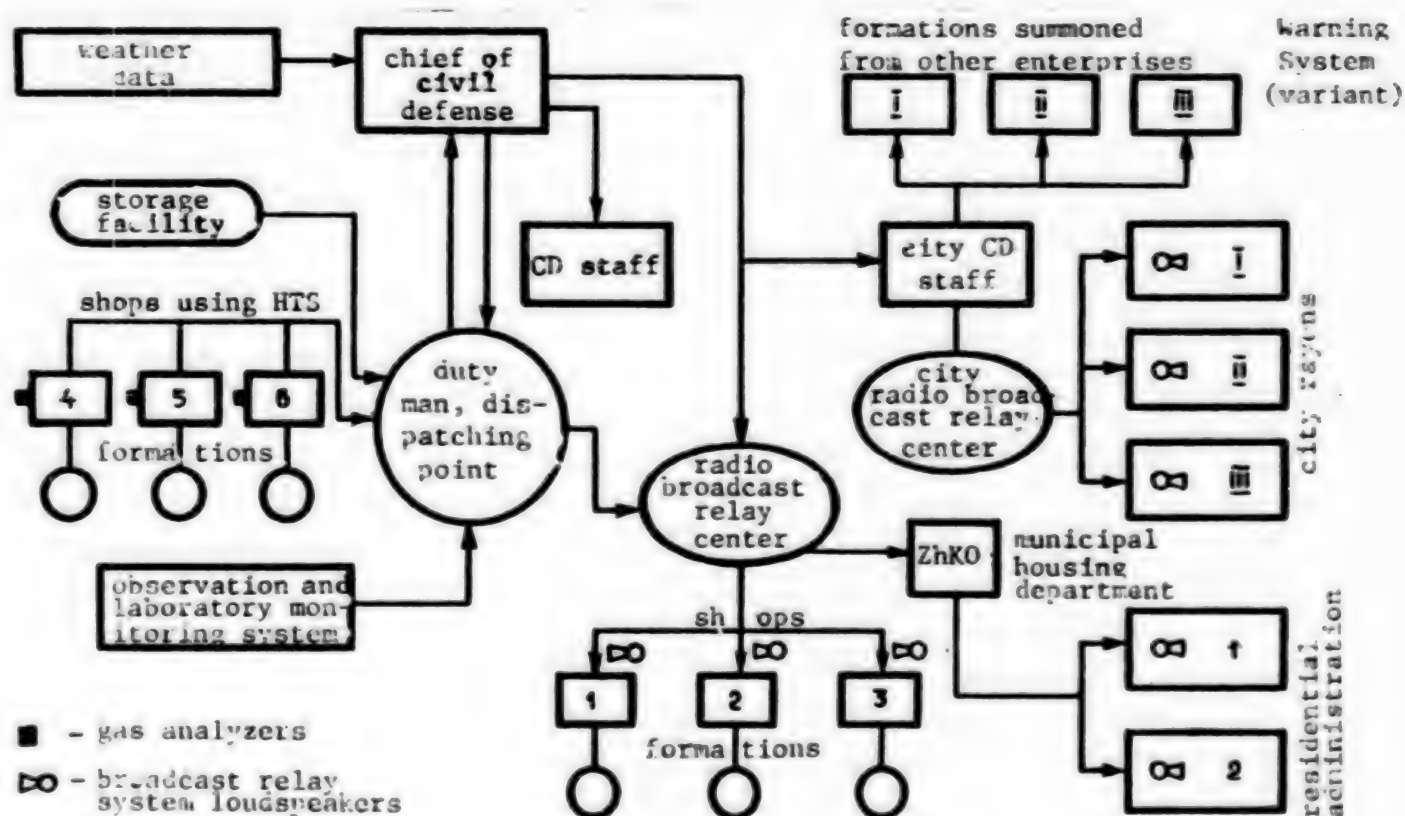 weather
data
chief of
civil
defense
formations summoned
from other enterprises
Warning
System
(variant)
I
II
III
storage
facility
CD staff
city CD
staff
I
II
III
city rayons
shops using HTS
4
5
6
formations
duty
man, dis-
patching
point
city
radio broad-
cast relay
center
radio
broadcast
relay
center
observation and
laboratory mon-
itoring system
ZhKO
municipal
housing
department
shops
1
2
3
formations
1
2
residential
administration
- gas analyzers
- broadcast relay
system loudspeakers